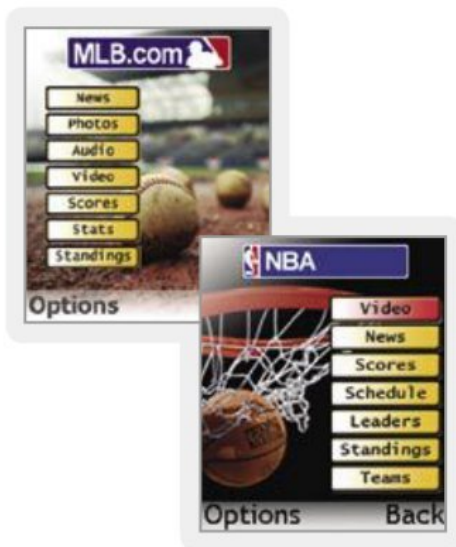 MLB.com
News
Photos
Audio
Video
Scores
Stats
Standings
Options
NBA
Video
News
Scores
Schedule
Leaders
Standings
Teams
Options Back